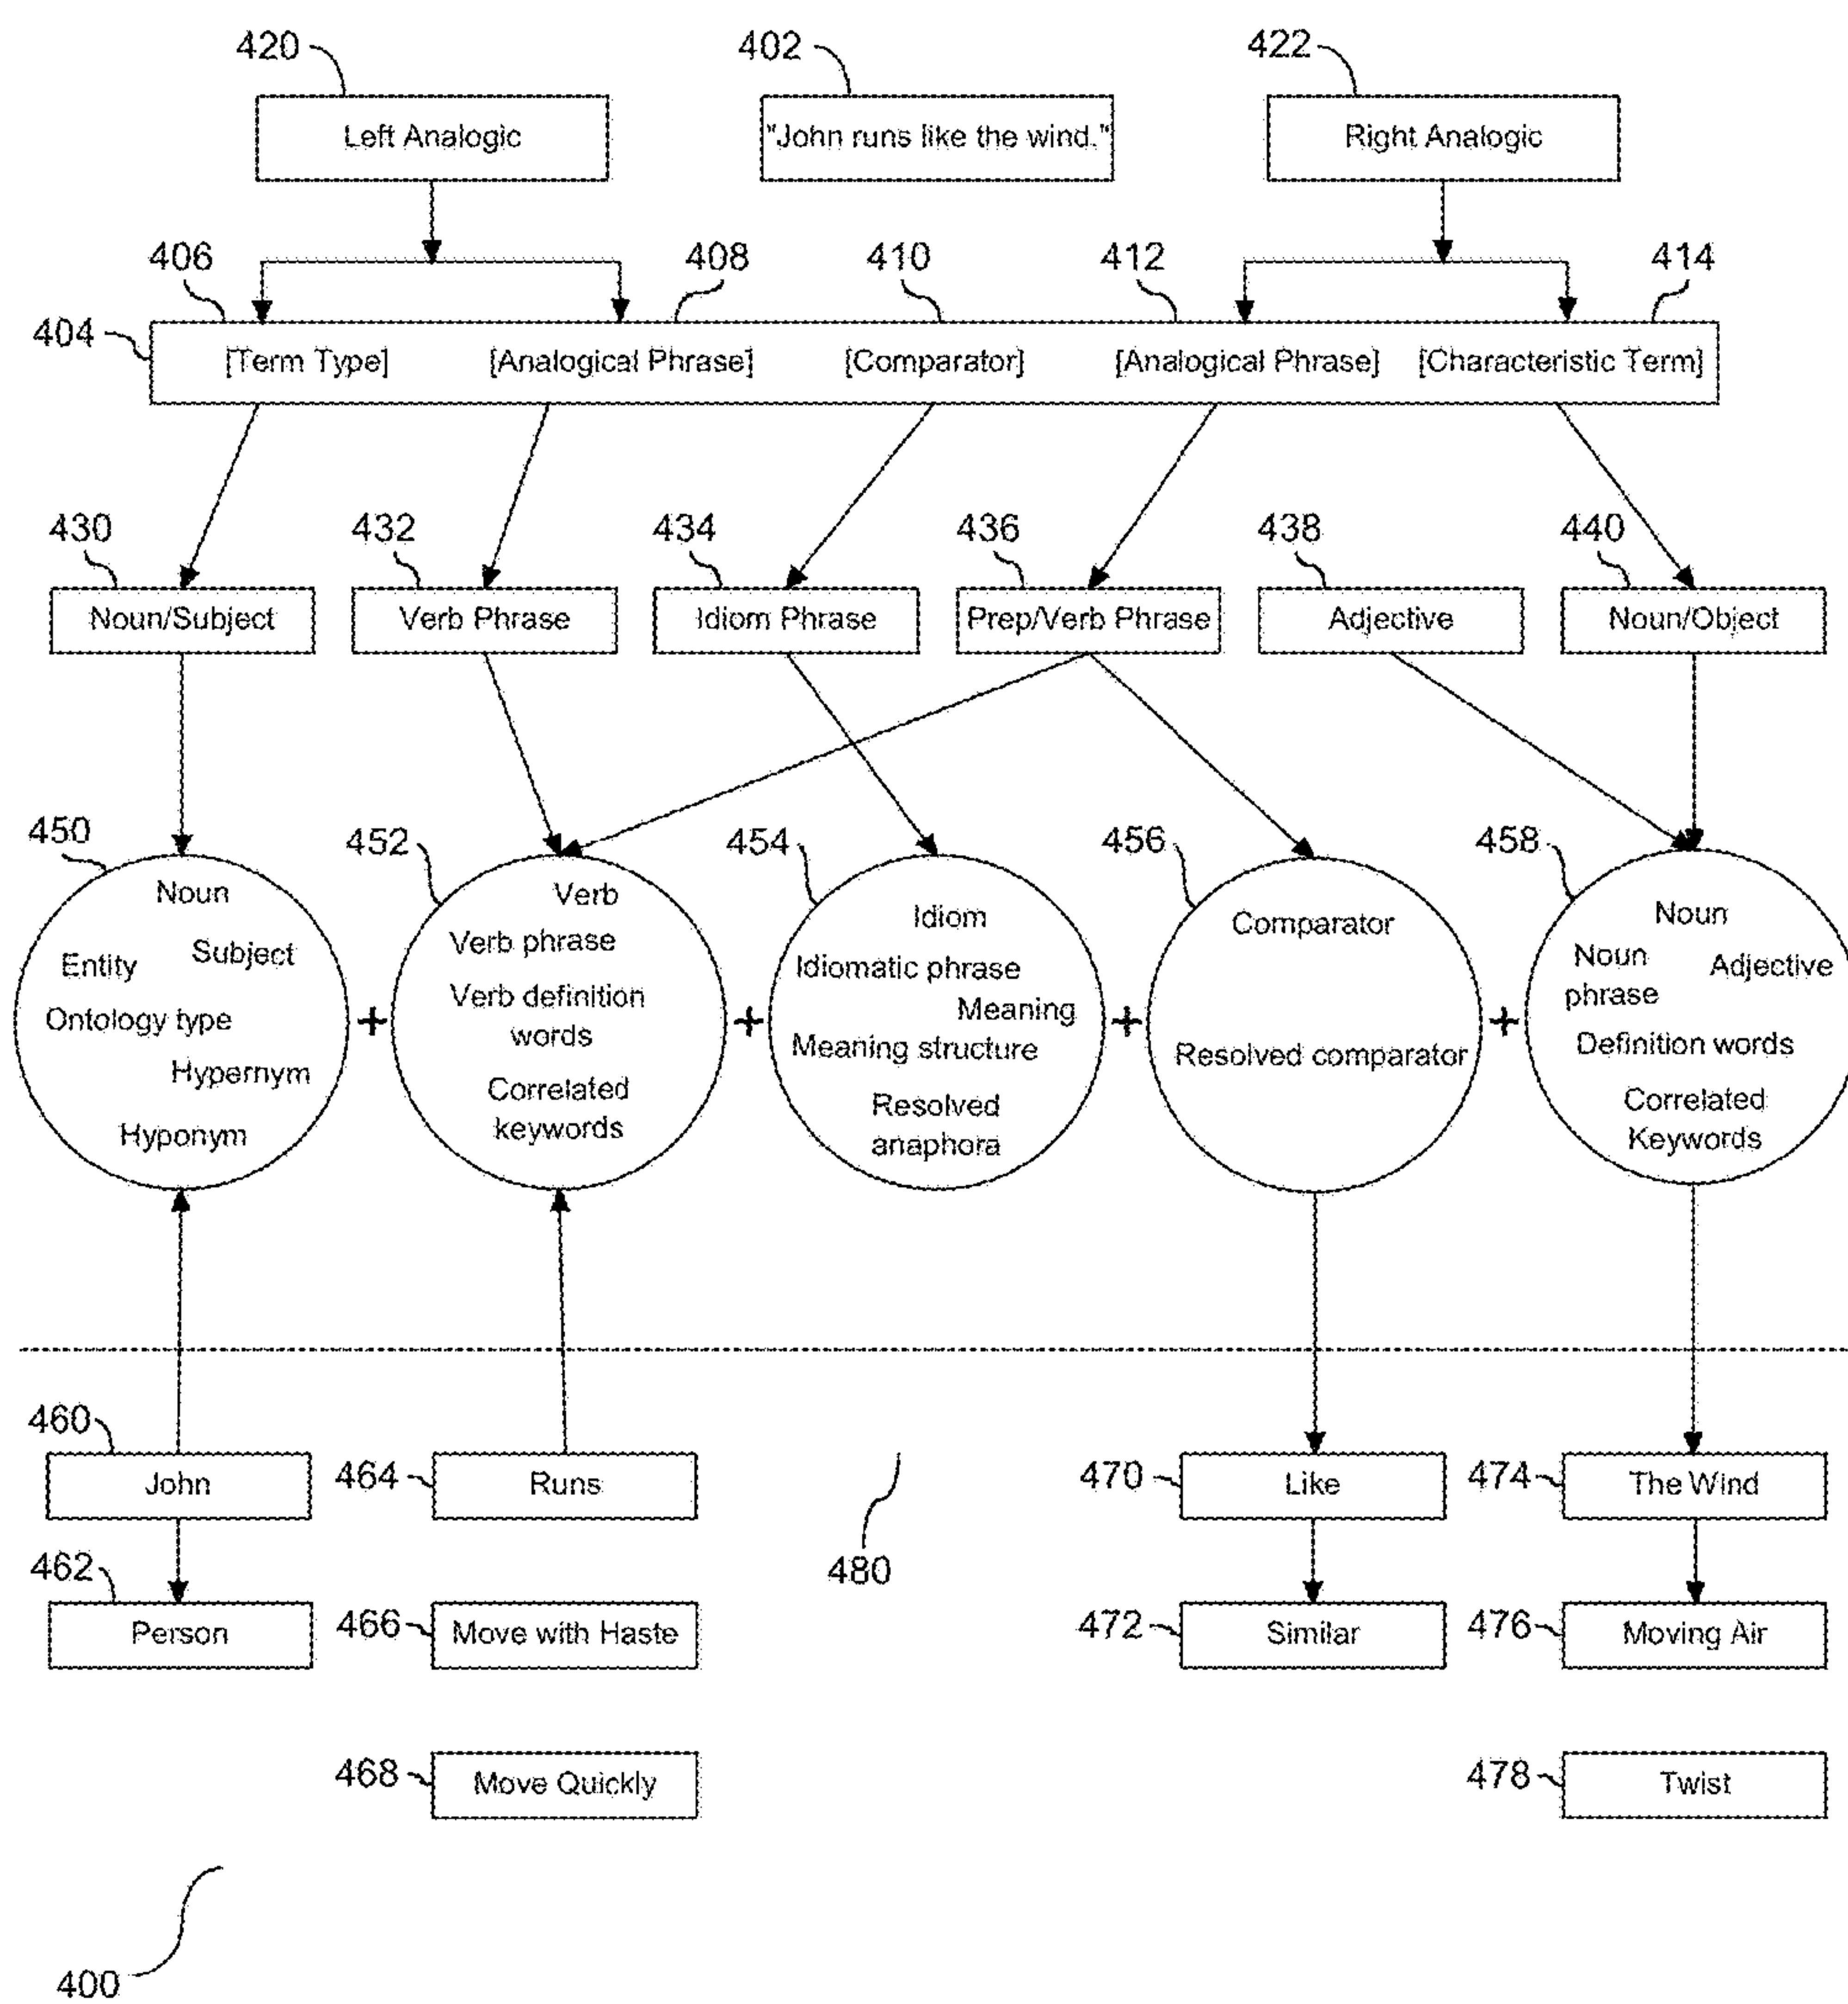 420
402
422
Left Analogic
"John runs like the wind."
Right Analogic
406
408
410
412
414
404
[Term Type]
[Analogical Phrase]
[Comparator]
[Analogical Phrase]
[Characteristic Term]
430
432
434
436
438
440
Noun/Subject
Verb Phrase
Idiom Phrase
Prep/Verb Phrase
Adjective
Noun/Object
450
Noun
Entity
Subject
Ontology type
Hypernym
Hyponym
+
452
Verb
Verb phrase
Verb definition
words
Correlated
keywords
+
454
Idiom
Idiomatic phrase
Meaning
Meaning structure
Resolved
anaphora
+
456
Comparator
Resolved comparator
+
458
Noun
Noun
phrase
Adjective
Definition words
Correlated
Keywords
460
John
464
Runs
470
Like
474
The Wind
480
462
Person
466
Move with Haste
472
Similar
476
Moving Air
468
Move Quickly
478
Twist
400